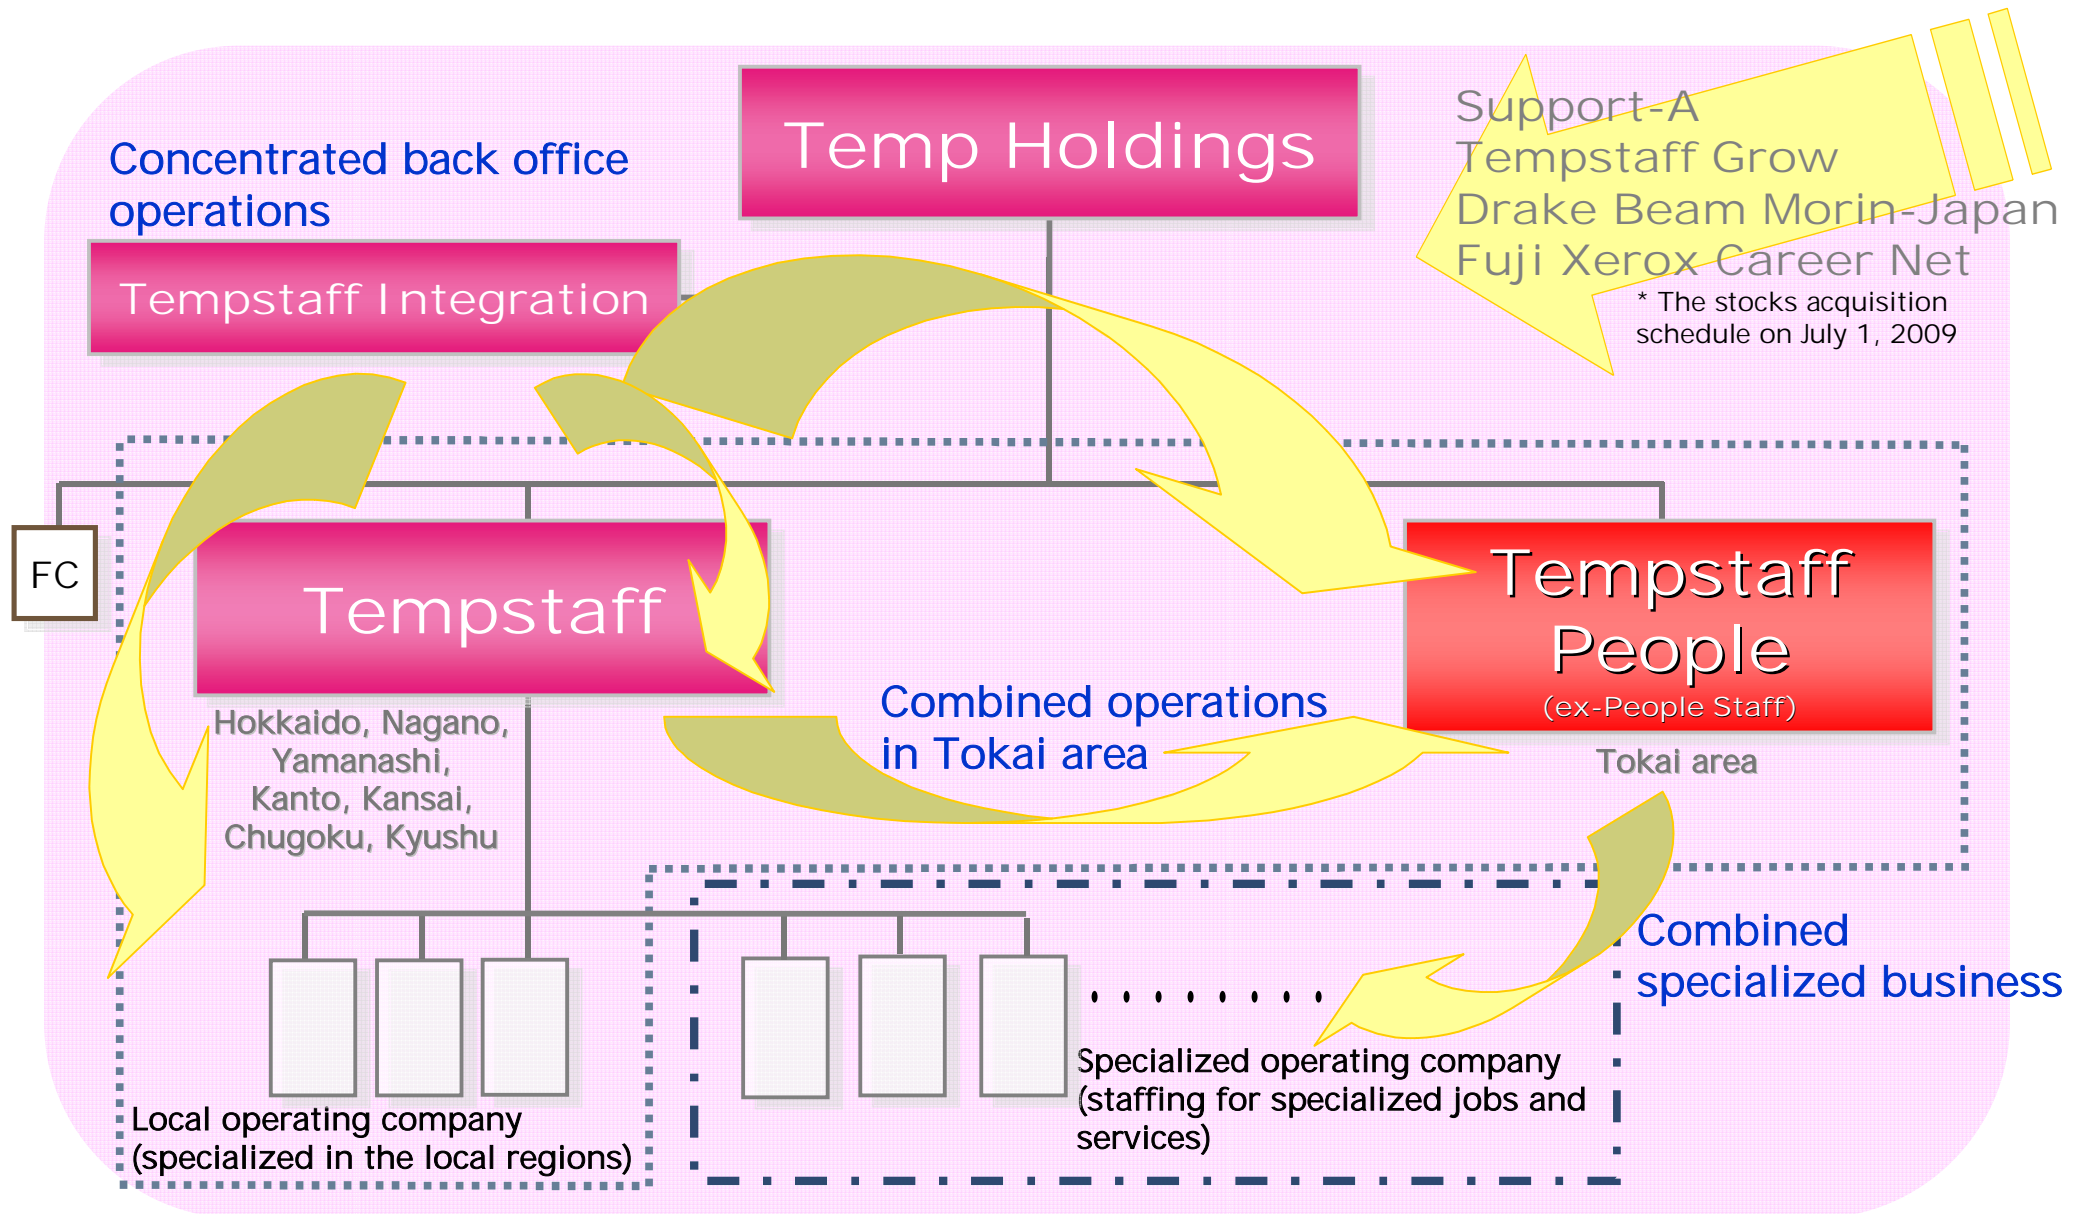 Temp Holdings
Support-A
Tempstaff Grow
Drake Beam Morin-Japan
Fuji Xerox Career Net
* The stocks acquisition
schedule on July 1, 2009
Concentrated back office
operations
Tempstaff Integration
FC
Tempstaff
Hokkaido, Nagano,
Yamanashi,
Kanto, Kansai,
Chugoku, Kyushu
Combined operations
in Tokai area
Tempstaff
People
(ex-People Staff)
Tokai area
Combined
specialized business
Local operating company
(specialized in the local regions)
Specialized operating company
(staffing for specialized jobs and
services)